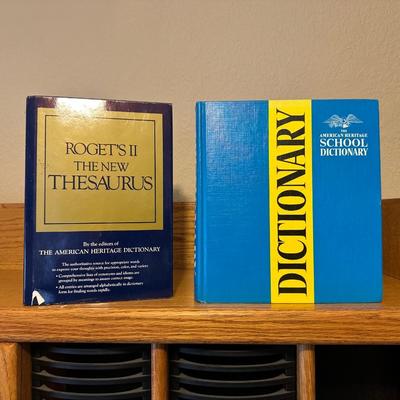 ROGET'S II
THE NEW
THESAURUS
By the editors of
THE AMERICAN HERITAGE DICTIONARY
The authoritative source for appropriate words
to express your thoughts with precision, color, and variety
• Comprehensive lists of synonyms and idioms are
grouped by meanings to assure correct usage.
• All entries are arranged alphabetically in dictionary
form for finding words rapidly.
DICTIONARY
THE
AMERICAN HERITAGE
SCHOOL
DICTIONARY